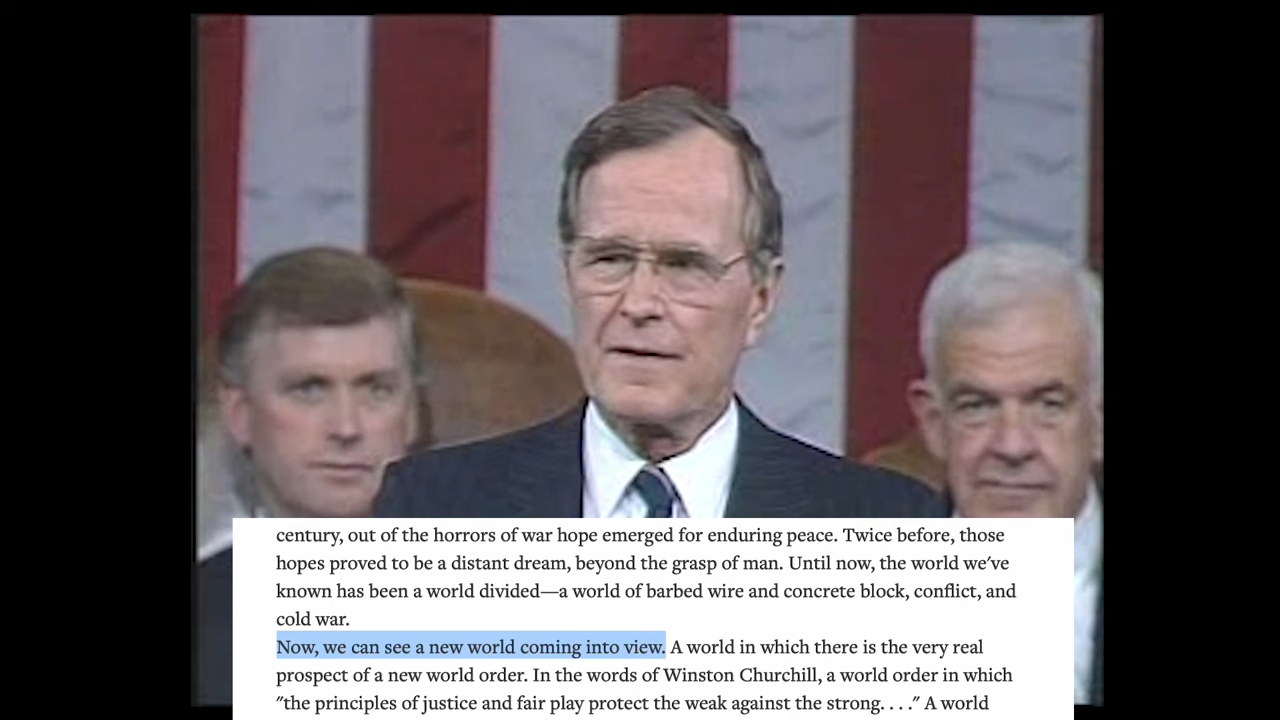 century, out of the horrors of war hope emerged for enduring peace. Twice before, those
hopes proved to be a distant dream, beyond the grasp of man. Until now, the world we've
known has been a world divided—a world of barbed wire and concrete block, conflict, and
cold war.
Now, we can see a new world coming into view. A world in which there is the very real
prospect of a new world order. In the words of Winston Churchill, a world order in which
"the principles of justice and fair play protect the weak against the strong. . . ." A world